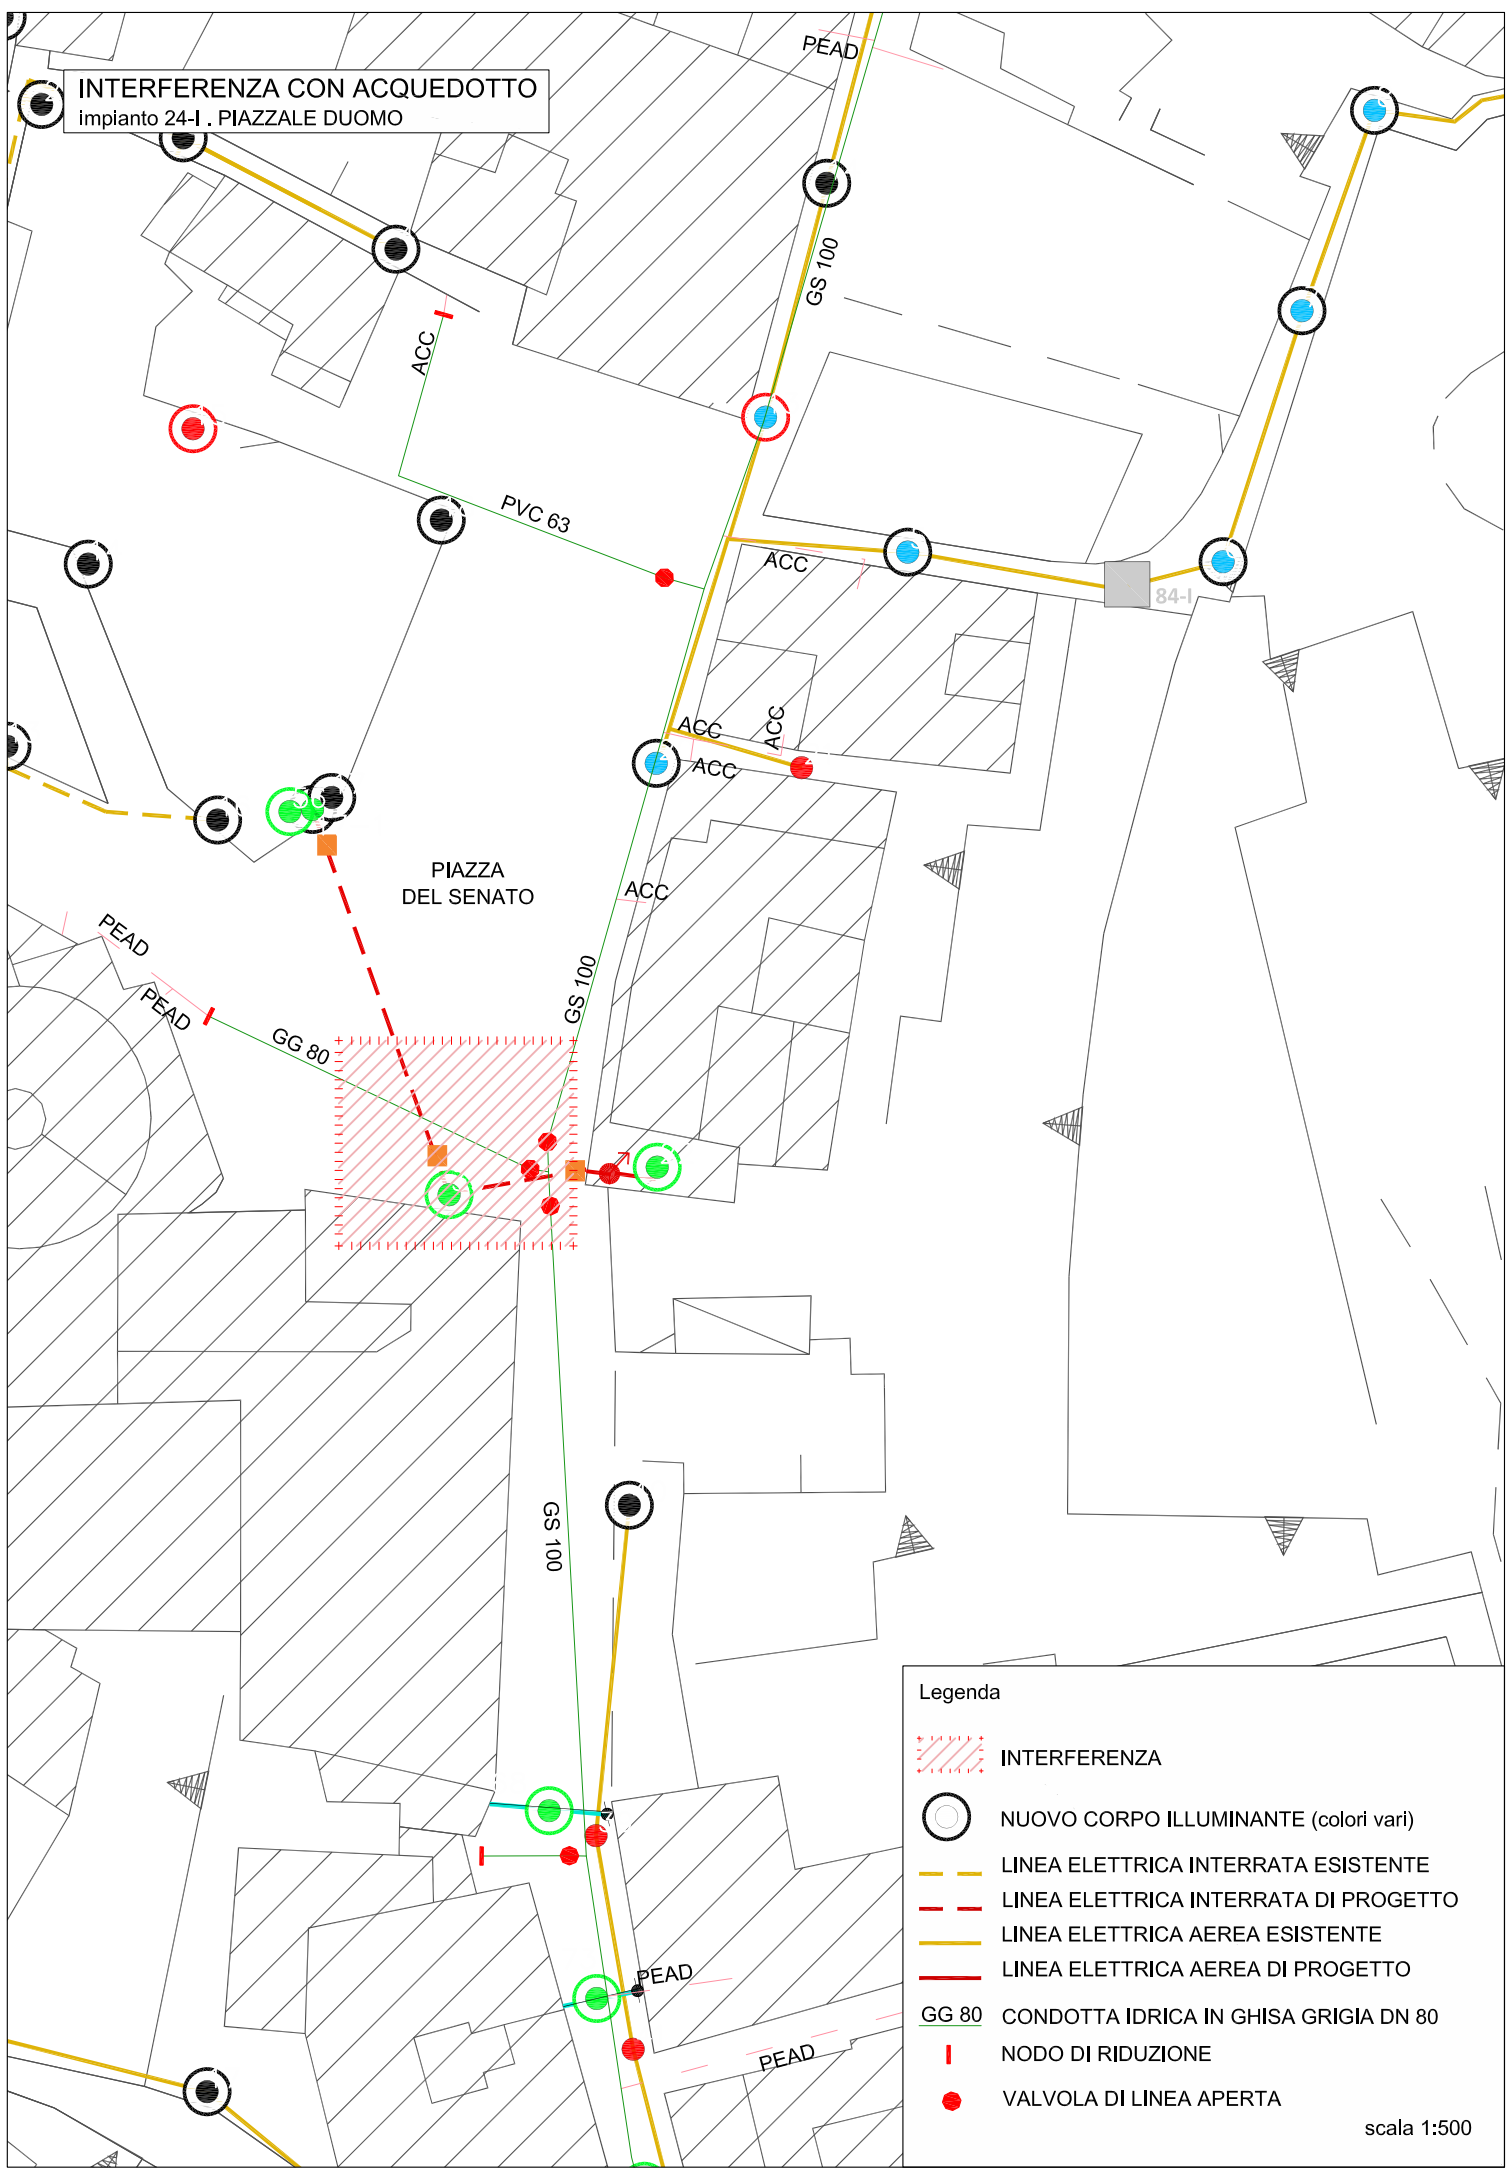 INTERFERENZA CON ACQUEDOTTO
impianto 24-I . PIAZZALE DUOMO
PEAD
GS 100
ACC
PVC 63
ACC
84-I
ACC
ACC
ACC
PIAZZA
DEL SENATO
ACC
PEAD
PEAD
GG 80
GS 100
GS 100
PEAD
PEAD
Legenda
INTERFERENZA
NUOVO CORPO ILLUMINANTE (colori vari)
LINEA ELETTRICA INTERRATA ESISTENTE
LINEA ELETTRICA INTERRATA DI PROGETTO
LINEA ELETTRICA AEREA ESISTENTE
LINEA ELETTRICA AEREA DI PROGETTO
GG 80 CONDOTTA IDRICA IN GHISA GRIGIA DN 80
NODO DI RIDUZIONE
VALVOLA DI LINEA APERTA
scala 1:500